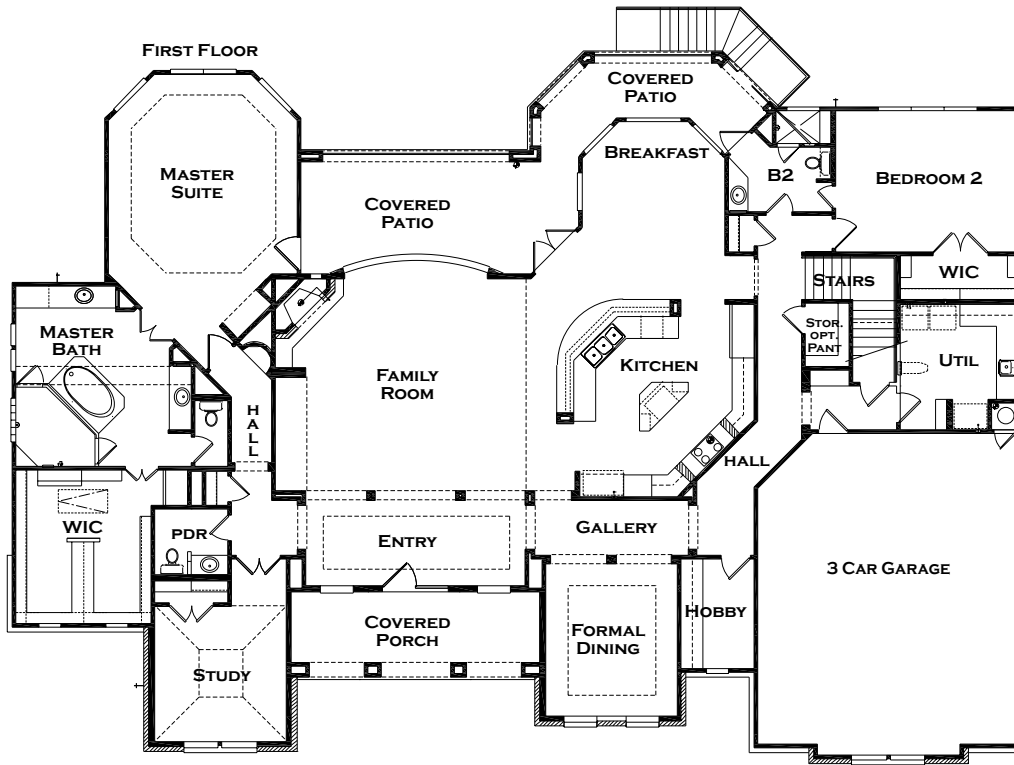 First Floor
Covered
Patio
Master
Suite
Breakfast
B2
Bedroom 2
Covered
Patio
Stairs
WIC
Master
Bath
Stor.
opt.
Pant
Util
Kitchen
Family
Room
H
A
L
L
Hall
WIC
PDR
Entry
Gallery
3 Car Garage
Hobby
Covered
Porch
Formal
Dining
Study